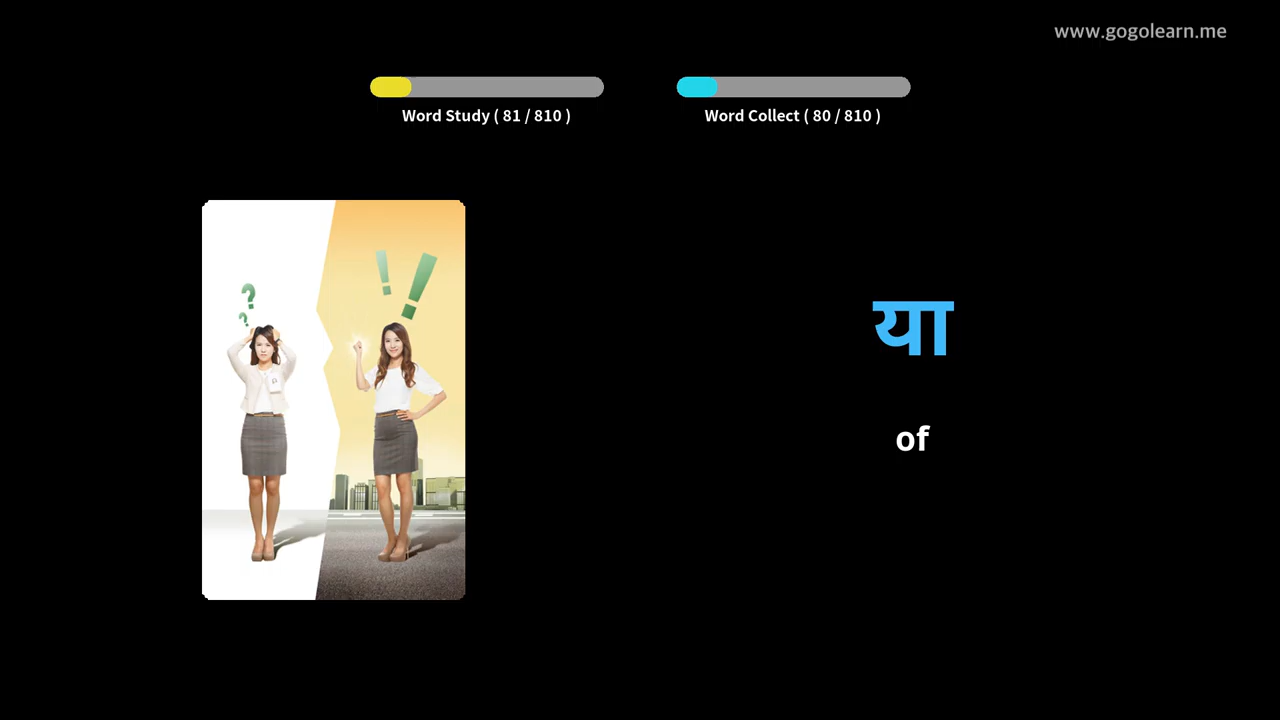 www.gogolearn.me
Word Study ( 81 / 810 )
Word Collect ( 80 / 810 )
? ?
! !
या
of